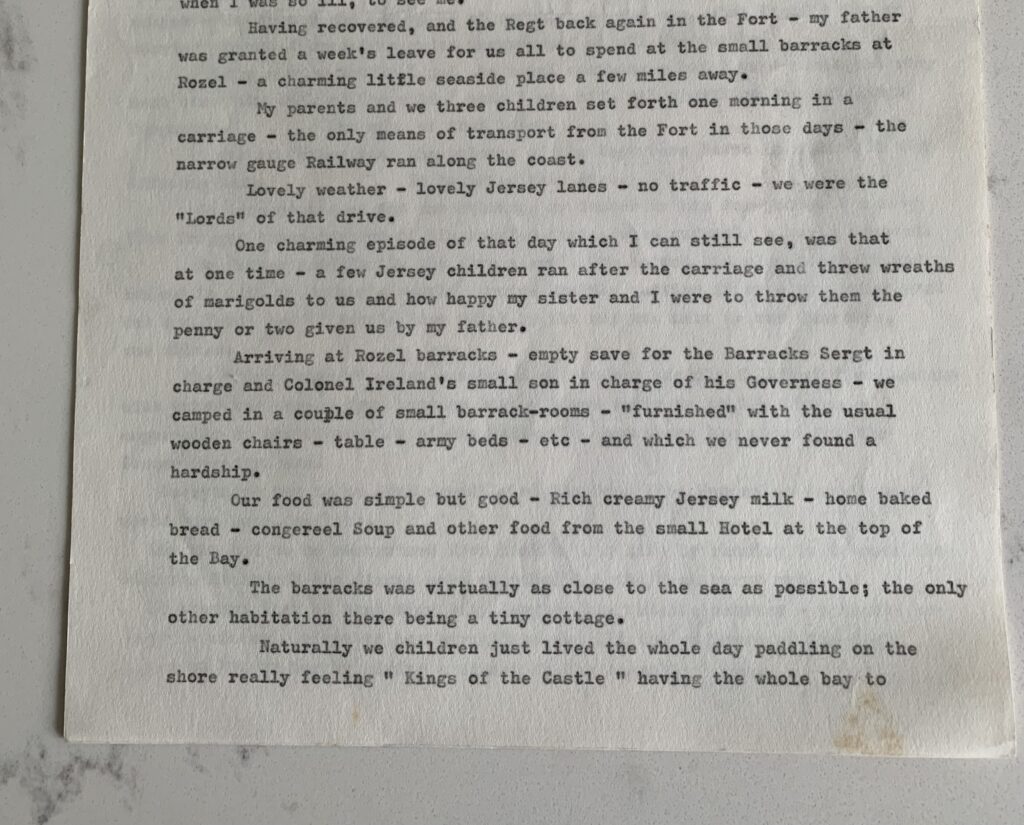 when I was so ill, to see me.
Having recovered, and the Regt back again in the Fort - my father
was granted a week's leave for us all to spend at the small barracks at
Rozel - a charming little seaside place a few miles away.
My parents and we three children set forth one morning in a
carriage - the only means of transport from the Fort in those days - the
narrow gauge Railway ran along the coast.
Lovely weather - lovely Jersey lanes - no traffic - we were the
"Lords" of that drive.
One charming episode of that day which I can still see, was that
at one time - a few Jersey children ran after the carriage and threw wreaths
of marigolds to us and how happy my sister and I were to throw them the
penny or two given us by my father.
Arriving at Rozel barracks - empty save for the Barracks Sergt in
charge and Colonel Ireland's small son in charge of his Governess - we
camped in a couple of small barrack-rooms - "furnished" with the usual
wooden chairs - table - army beds - etc - and which we never found a
hardship.
Our food was simple but good - Rich creamy Jersey milk - home baked
bread - congereel Soup and other food from the small Hotel at the top of
the Bay.
The barracks was virtually as close to the sea as possible; the only
other habitation there being a tiny cottage.
Naturally we children just lived the whole day paddling on the
shore really feeling " Kings of the Castle " having the whole bay to